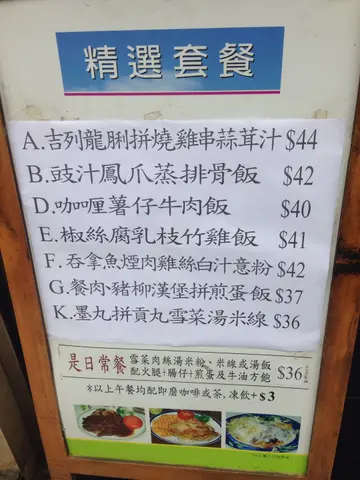 精選套餐
A.吉列龍脷拼燒雞串蒜茸汁 $44
B.豉汁鳳爪蒸排骨飯 $42
D.咖喱薯仔牛肉飯 $40
E.椒絲腐乳枝竹雞飯 $41
F.吞拿魚煙肉雞絲白汁意粉 $42
G.餐肉·豬柳漢堡拼煎蛋飯 $37
K.墨丸拼貢丸雪菜湯米線 $36
是日常餐 雪菜肉絲湯米粉、米線或湯飯
配火腿+腸仔+煎蛋及牛油方飽 $36
*以上午餐均配即磨咖啡或茶,凍飲+$3